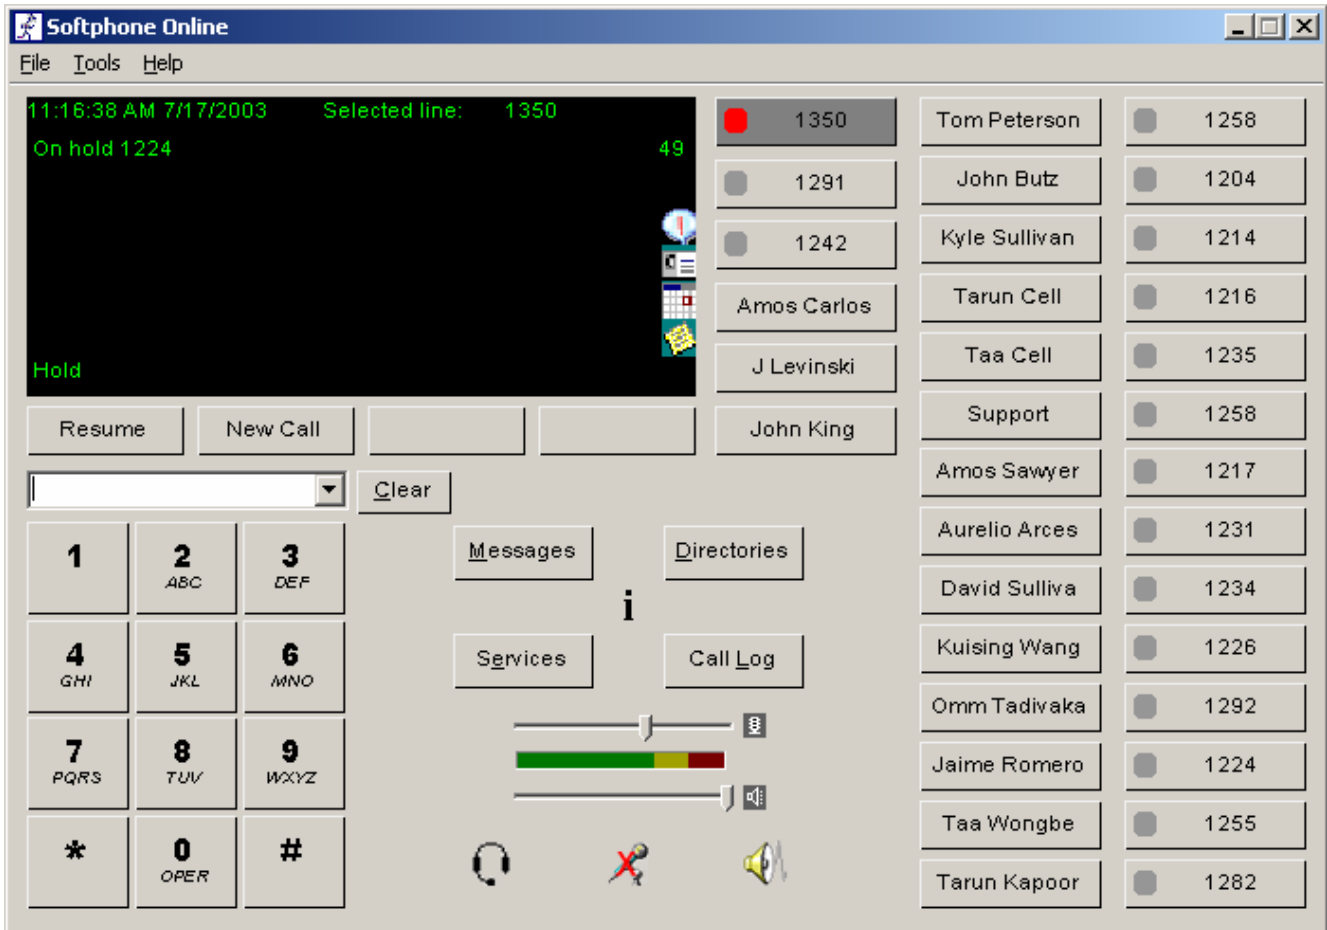 Softphone Online
File Tools Help
11:16:38 AM 7/17/2003 Selected line: 1350
On hold 1224 49
Hold
Resume New Call
Clear
1
2 ABC
3 DEF
4 GHI
5 JKL
6 MNO
7 PQRS
8 TUV
9 WXYZ
*
0 OPER
#
Messages Directories
i
Services Call Log
1350
1291
1242
Amos Carlos
J Levinski
John King
Tom Peterson 1258
John Butz 1204
Kyle Sullivan 1214
Tarun Cell 1216
Taa Cell 1235
Support 1258
Amos Sawyer 1217
Aurelio Arces 1231
David Sulliva 1234
Kuising Wang 1226
Omm Tadivaka 1292
Jaime Romero 1224
Taa Wongbe 1255
Tarun Kapoor 1282